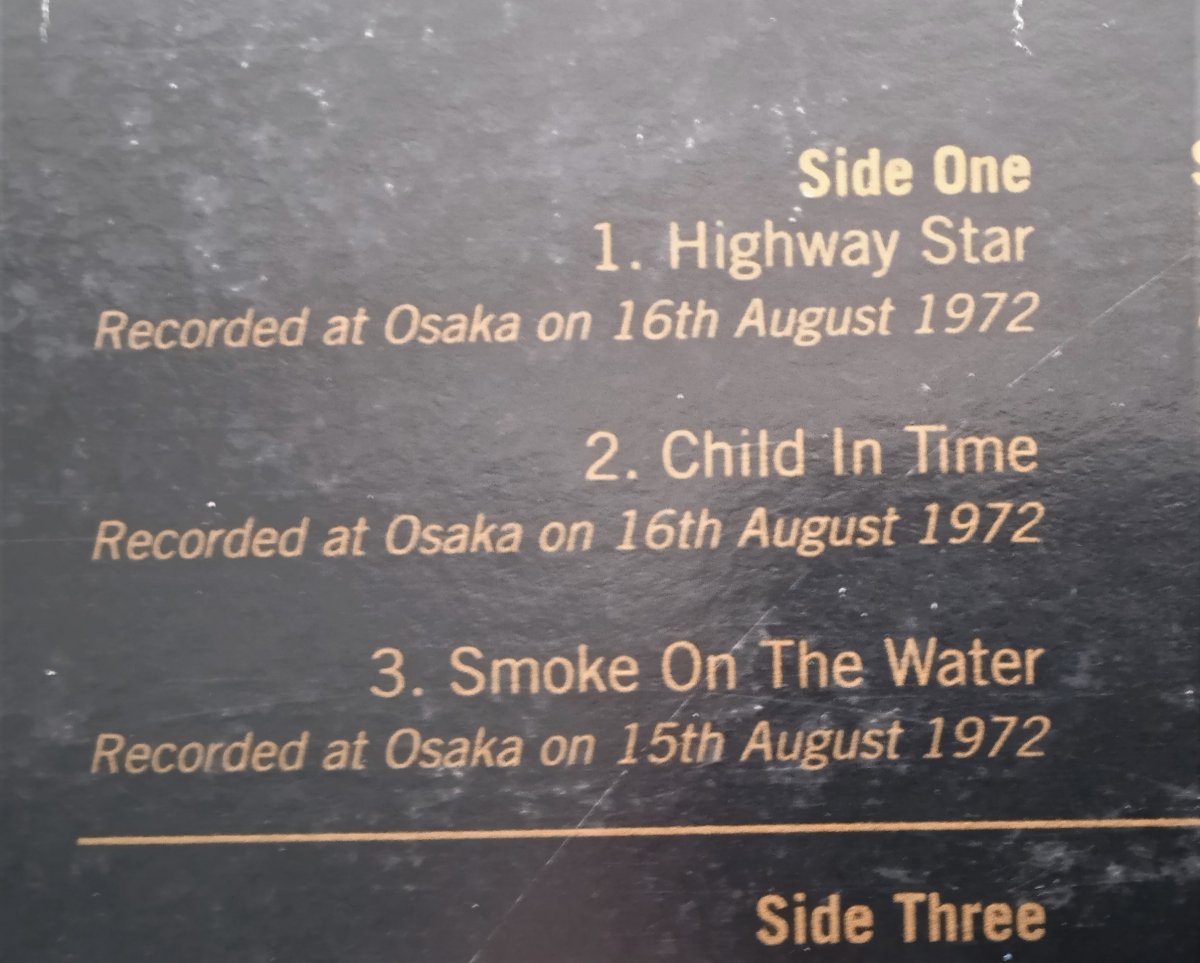 Side One
1. Highway Star
Recorded at Osaka on 16th August 1972
2. Child In Time
Recorded at Osaka on 16th August 1972
3. Smoke On The Water
Recorded at Osaka on 15th August 1972
Side Three